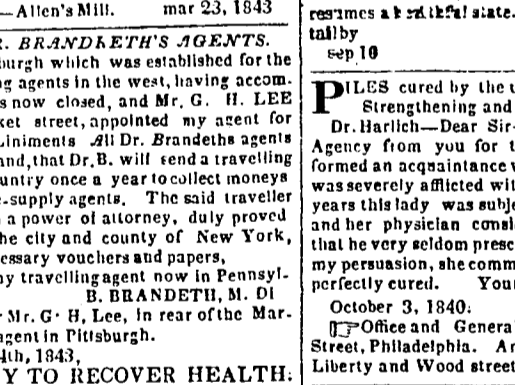 —Allen's Mill. mar 23, 1843
R. BRANDRETH'S AGENTS.
burgh which was established for the
ng agents in the west, having accom-
s now closed, and Mr. G. H. LEE
ket street, appointed my agent for
Liniments All Dr. Brandeths agents
and, that Dr. B. will send a travelling
untry once a year to collect moneys
-supply agents. The said traveller
a power of attorney, duly proved
he city and county of New York,
essary vouchers and papers,
ny travelling agent now in Pennsyl-
B. BRANDETH, M. DI
Mr. G. H, Lee, in rear of the Mar-
agent in Pittsburgh.
4th, 1843,
Y TO RECOVER HEALTH.
resumes a healthful state.
tail by
sep 10
PILES cured by the u
Strengthening and
Dr. Harlich—Dear Sir-
Agency from you for t
formed an acquaintance w
was severely afflicted with
years this lady was subje
and her physician consi
that he very seldom presc
my persuasion, she comm
perfectly cured. Your
October 3, 1840.
☞Office and General
Street, Philadelphia. An
Liberty and Wood street